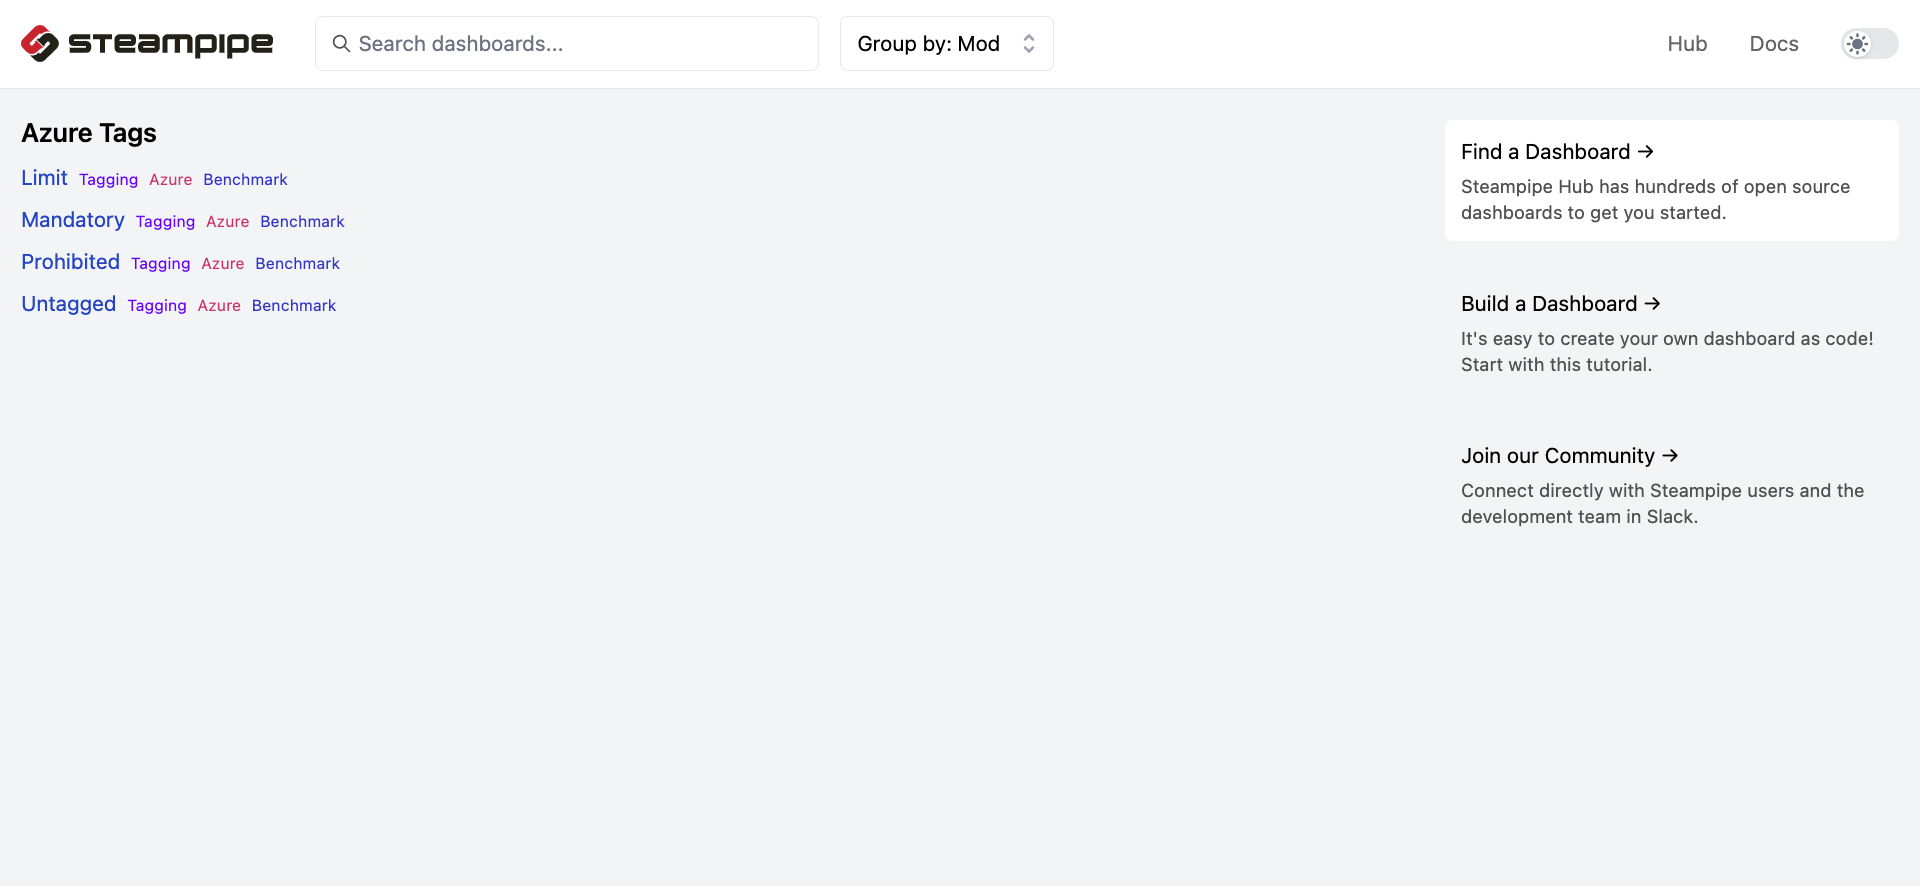 steampipe
Search dashboards...
Group by: Mod
Hub
Docs
Azure Tags
Limit Tagging Azure Benchmark
Mandatory Tagging Azure Benchmark
Prohibited Tagging Azure Benchmark
Untagged Tagging Azure Benchmark
Find a Dashboard →
Steampipe Hub has hundreds of open source
dashboards to get you started.
Build a Dashboard →
It's easy to create your own dashboard as code!
Start with this tutorial.
Join our Community →
Connect directly with Steampipe users and the
development team in Slack.